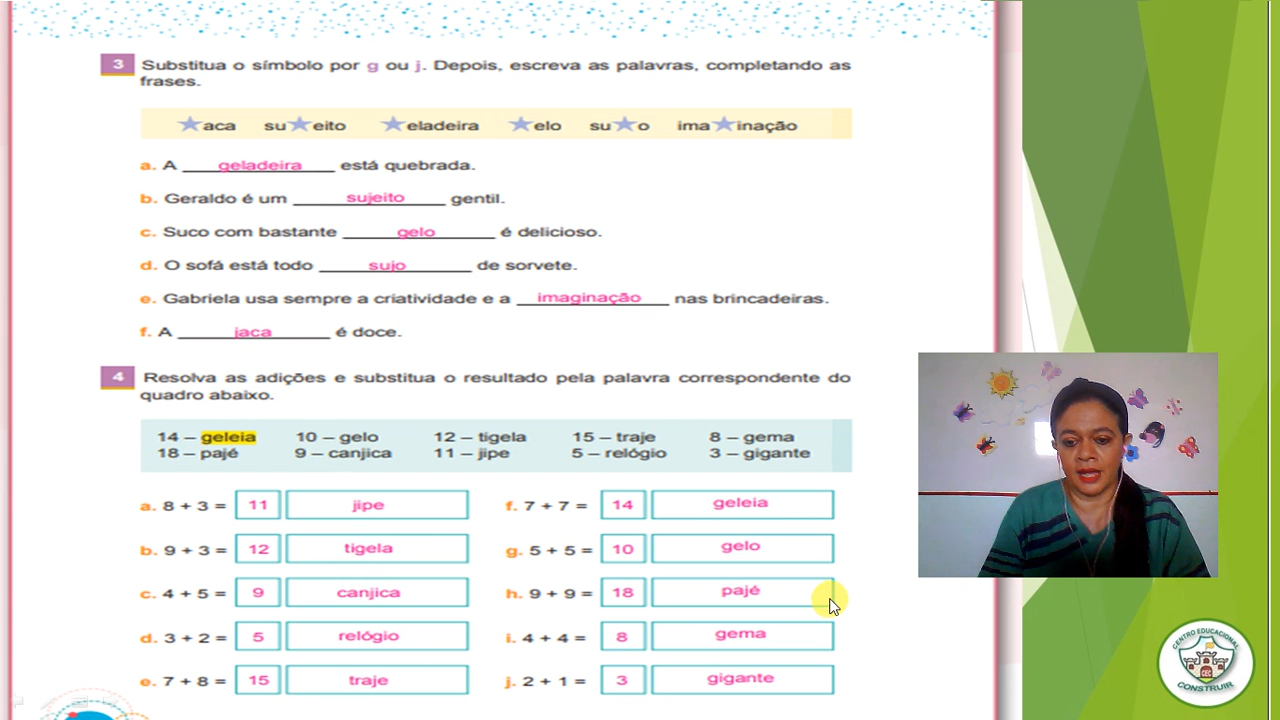 3 Substitua o símbolo por g ou j. Depois, escreva as palavras, completando as
frases.
★aca su★eito ★eladeira ★elo su★o ima★inação
a. A geladeira está quebrada.
b. Geraldo é um sujeito gentil.
c. Suco com bastante gelo é delicioso.
d. O sofá está todo sujo de sorvete.
e. Gabriela usa sempre a criatividade e a imaginação nas brincadeiras.
f. A jaca é doce.
4 Resolva as adições e substitua o resultado pela palavra correspondente do
quadro abaixo.
14 – geleia 10 – gelo 12 – tigela 15 – traje 8 – gema
18 – pajé 9 – canjica 11 – jipe 5 – relógio 3 – gigante
a. 8 + 3 = 11 jipe
b. 9 + 3 = 12 tigela
c. 4 + 5 = 9 canjica
d. 3 + 2 = 5 relógio
e. 7 + 8 = 15 traje
f. 7 + 7 = 14 geleia
g. 5 + 5 = 10 gelo
h. 9 + 9 = 18 pajé
i. 4 + 4 = 8 gema
j. 2 + 1 = 3 gigante
CENTRO EDUCACIONAL
CONSTRUIR